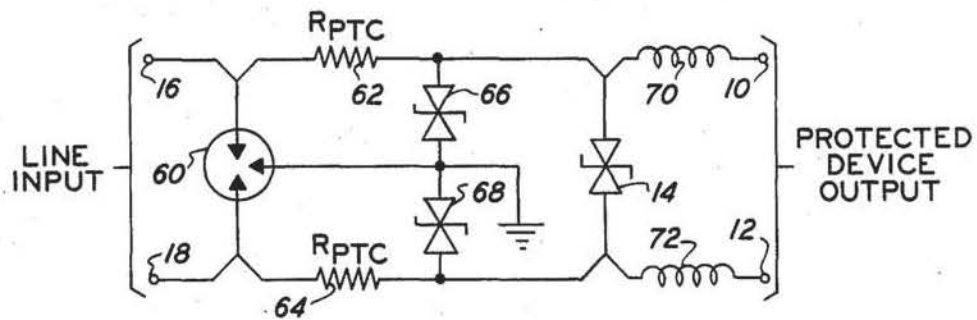 RPTC
16
62
66
70
10
LINE
INPUT
60
PROTECTED
DEVICE
OUTPUT
14
68
18
RPTC
64
72
12